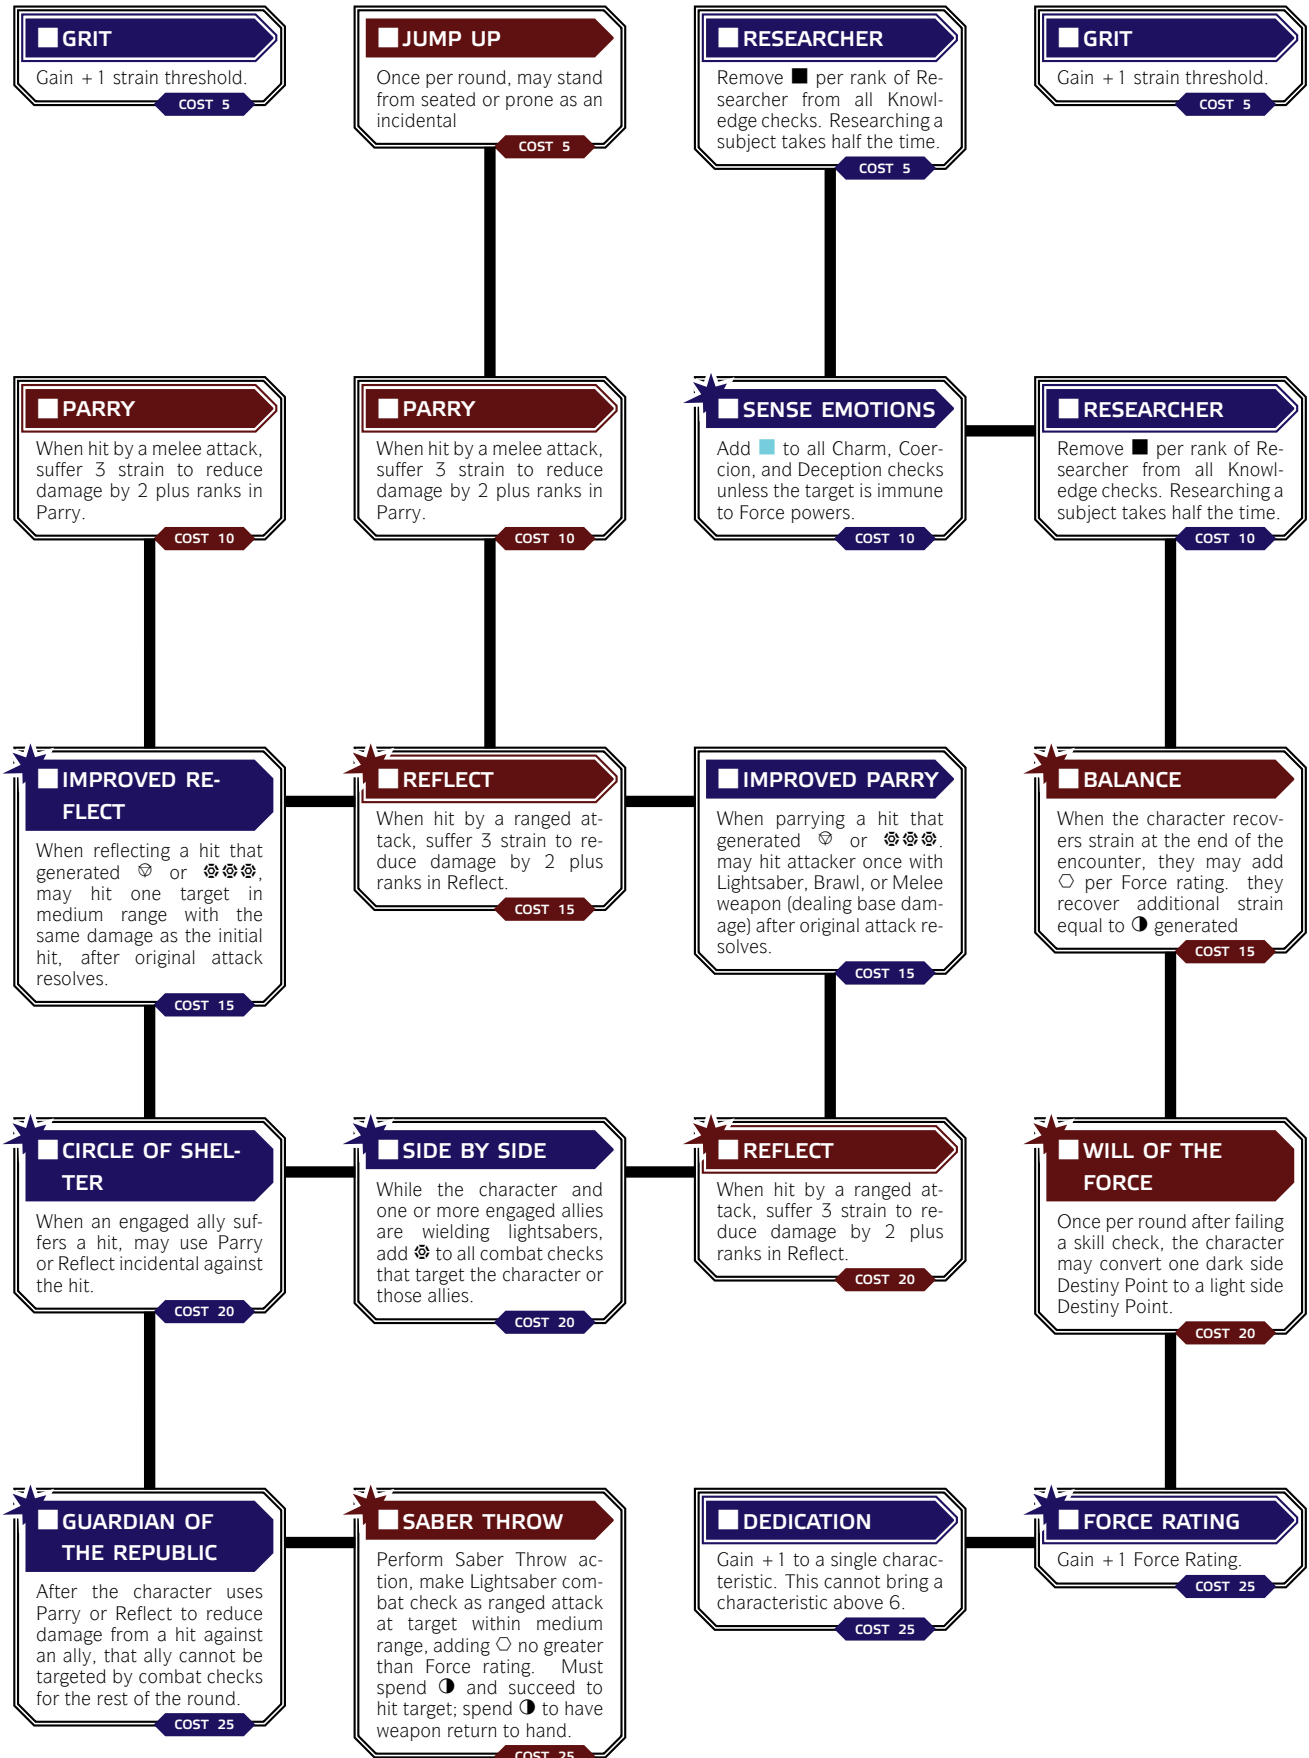 GRIT
Gain +1 strain threshold.
COST 5
JUMP UP
Once per round, may stand
from seated or prone as an
incidental
COST 5
RESEARCHER
Remove ■ per rank of Re-
searcher from all Knowl-
edge checks. Researching a
subject takes half the time.
COST 5
GRIT
Gain +1 strain threshold.
COST 5
PARRY
When hit by a melee attack,
suffer 3 strain to reduce
damage by 2 plus ranks in
Parry.
COST 10
PARRY
When hit by a melee attack,
suffer 3 strain to reduce
damage by 2 plus ranks in
Parry.
COST 10
SENSE EMOTIONS
Add ■ to all Charm, Coer-
cion, and Deception checks
unless the target is immune
to Force powers.
COST 10
RESEARCHER
Remove ■ per rank of Re-
searcher from all Knowl-
edge checks. Researching a
subject takes half the time.
COST 10
IMPROVED RE-
FLECT
When reflecting a hit that
generated or ,
may hit one target in
medium range with the
same damage as the initial
hit, after original attack
resolves.
COST 15
REFLECT
When hit by a ranged at-
tack, suffer 3 strain to re-
duce damage by 2 plus
ranks in Reflect.
COST 15
IMPROVED PARRY
When parrying a hit that
generated or .
may hit attacker once with
Lightsaber, Brawl, or Melee
weapon (dealing base dam-
age) after original attack re-
solves.
COST 15
BALANCE
When the character recov-
ers strain at the end of the
encounter, they may add
per Force rating. they
recover additional strain
equal to generated
COST 15
CIRCLE OF SHEL-
TER
When an engaged ally suf-
fers a hit, may use Parry
or Reflect incidental against
the hit.
COST 20
SIDE BY SIDE
While the character and
one or more engaged allies
are wielding lightsabers,
add to all combat checks
that target the character or
those allies.
COST 20
REFLECT
When hit by a ranged at-
tack, suffer 3 strain to re-
duce damage by 2 plus
ranks in Reflect.
COST 20
WILL OF THE
FORCE
Once per round after failing
a skill check, the character
may convert one dark side
Destiny Point to a light side
Destiny Point.
COST 20
GUARDIAN OF
THE REPUBLIC
After the character uses
Parry or Reflect to reduce
damage from a hit against
an ally, that ally cannot be
targeted by combat checks
for the rest of the round.
COST 25
SABER THROW
Perform Saber Throw ac-
tion, make Lightsaber com-
bat check as ranged attack
at target within medium
range, adding no greater
than Force rating. Must
spend and succeed to
hit target; spend to have
weapon return to hand.
COST 25
DEDICATION
Gain +1 to a single charac-
teristic. This cannot bring a
characteristic above 6.
COST 25
FORCE RATING
Gain +1 Force Rating.
COST 25